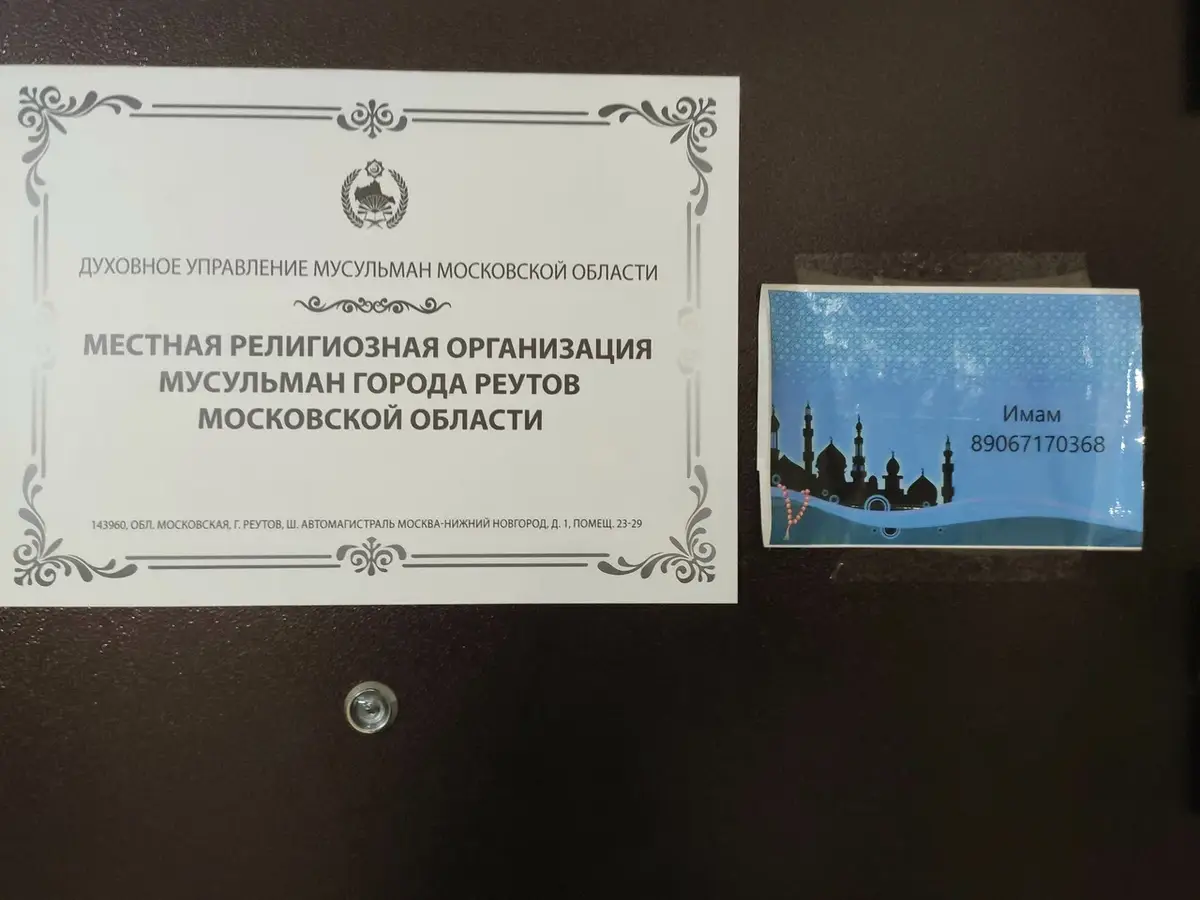 ДУХОВНОЕ УПРАВЛЕНИЕ МУСУЛЬМАН МОСКОВСКОЙ ОБЛАСТИ
МЕСТНАЯ РЕЛИГИОЗНАЯ ОРГАНИЗАЦИЯ
МУСУЛЬМАН ГОРОДА РЕУТОВ
МОСКОВСКОЙ ОБЛАСТИ
143960, ОБЛ. МОСКОВСКАЯ, Г. РЕУТОВ, Ш. АВТОМАГИСТРАЛЬ МОСКВА-НИЖНИЙ НОВГОРОД, Д. 1, ПОМЕЩ. 23-29
Имам
89067170368